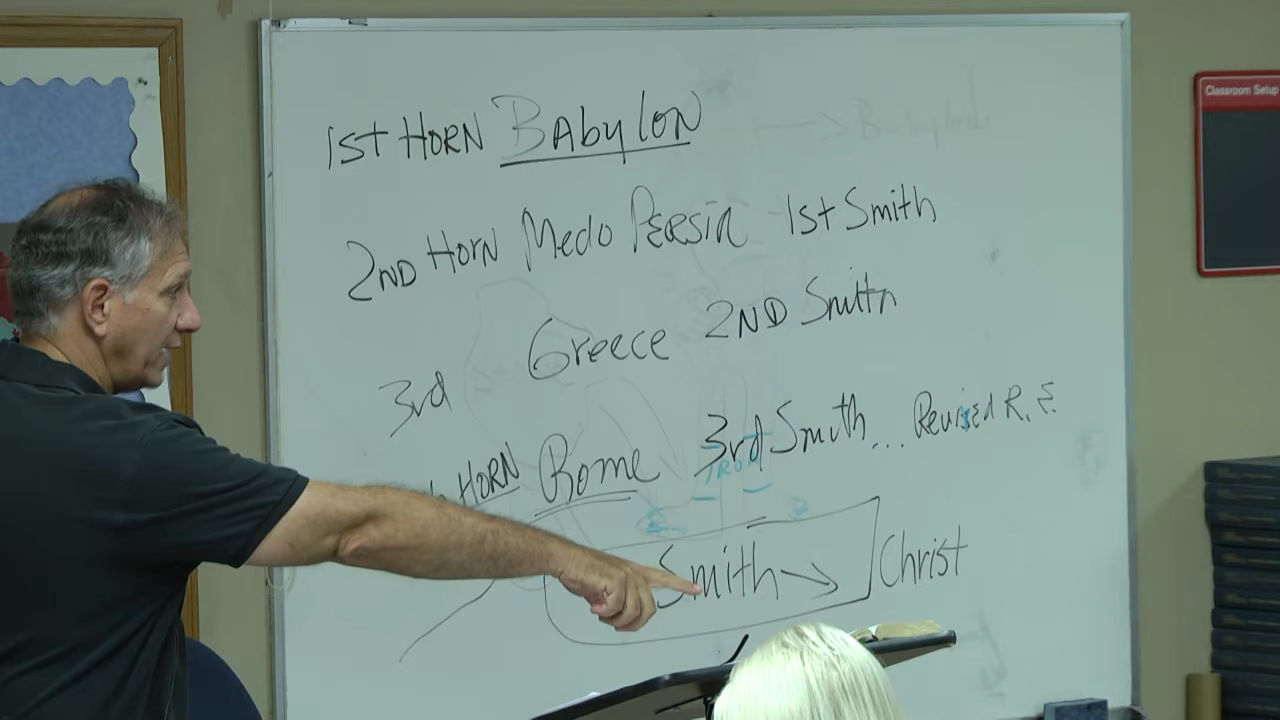 1st HORN BAbylON
2ND HORN Medo PERSIA 1st Smith
3rd Greece 2ND Smith
HORN Rome 3rd Smith... Revised R. E.
Smith → Christ
Classroom Setup